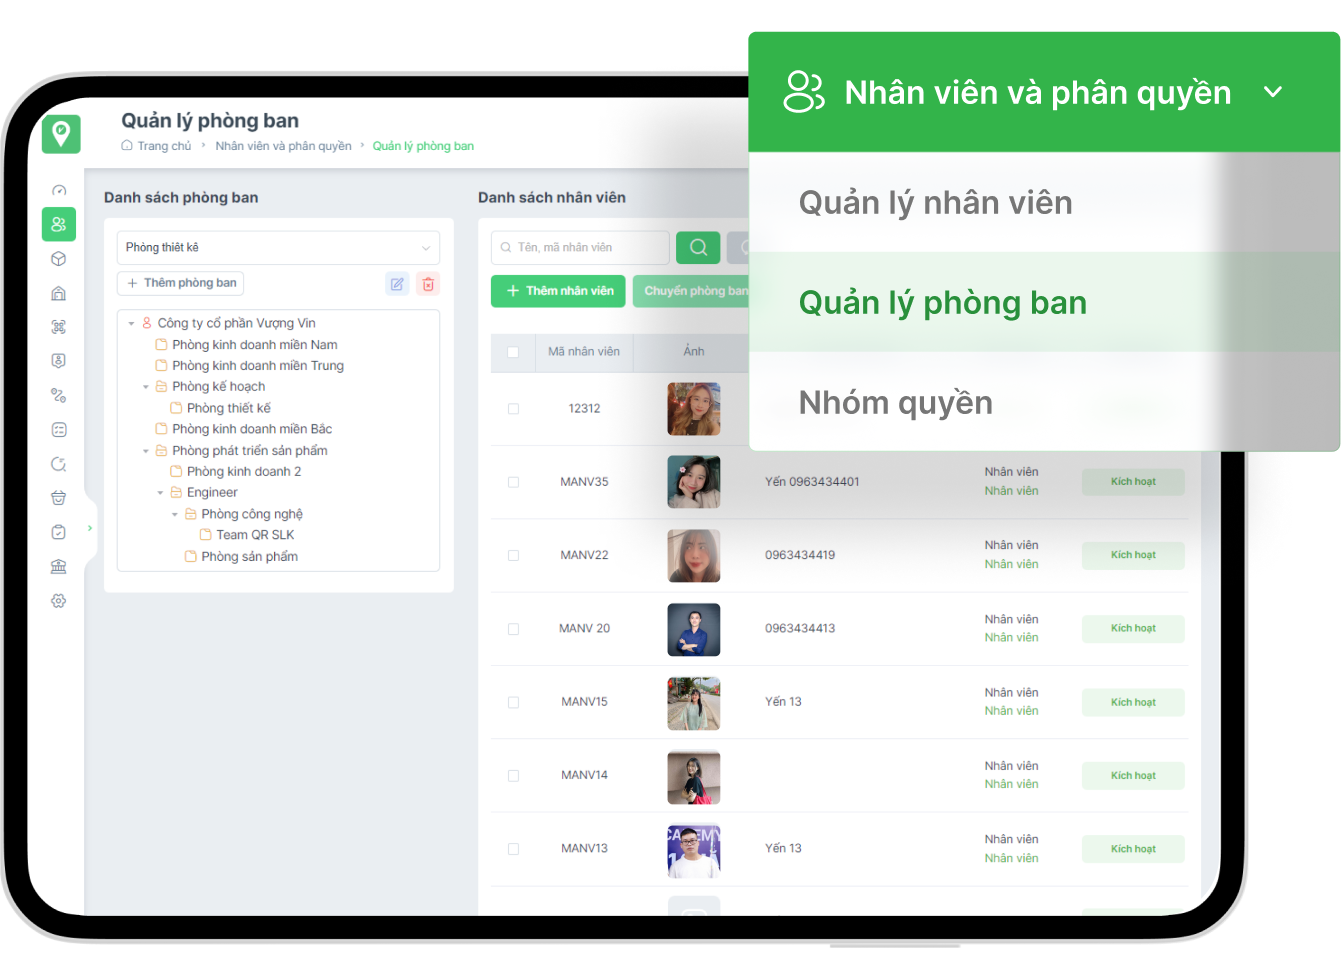 Nhân viên và phân quyền
Quản lý nhân viên
Quản lý phòng ban
Nhóm quyền
Quản lý phòng ban
Trang chủ › Nhân viên và phân quyền › Quản lý phòng ban
Danh sách phòng ban
Phòng thiết kế
+ Thêm phòng ban
Công ty cổ phần Vượng Vin
Phòng kinh doanh miền Nam
Phòng kinh doanh miền Trung
Phòng kế hoạch
Phòng thiết kế
Phòng kinh doanh miền Bắc
Phòng phát triển sản phẩm
Phòng kinh doanh 2
Engineer
Phòng công nghệ
Team QR SLK
Phòng sản phẩm
Danh sách nhân viên
Tên, mã nhân viên
+ Thêm nhân viên
Chuyển phòng ban
Mã nhân viên Ảnh
12312
MANV35 Yến 0963434401 Nhân viên Kích hoạt
Nhân viên
MANV22 0963434419 Nhân viên Kích hoạt
Nhân viên
MANV 20 0963434413 Nhân viên Kích hoạt
Nhân viên
MANV15 Yến 13 Nhân viên Kích hoạt
Nhân viên
MANV14 Nhân viên Kích hoạt
Nhân viên
MANV13 Yến 13 Nhân viên Kích hoạt
Nhân viên